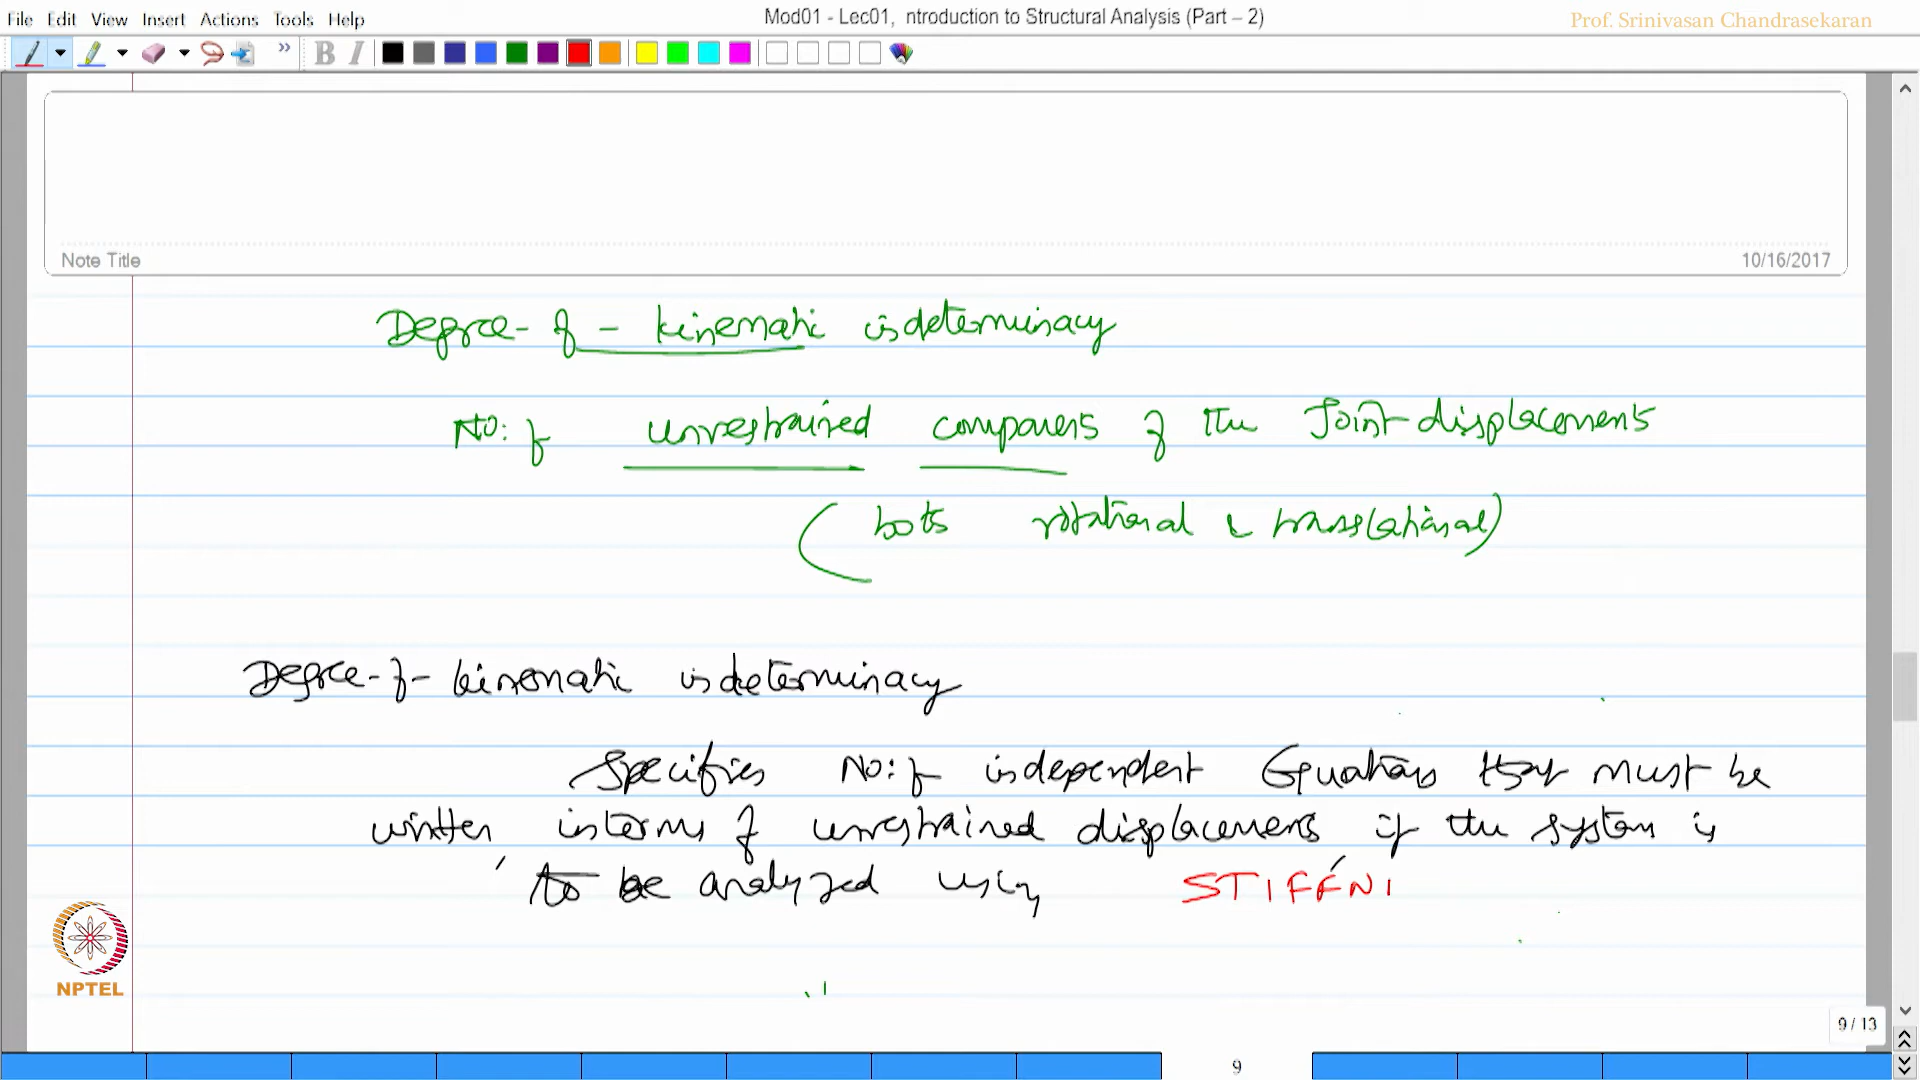 File Edit View Insert Actions Tools Help
Mod01 - Lec01, ntroduction to Structural Analysis (Part – 2)
Prof. Srinivasan Chandrasekaran
B I
Note Title
10/16/2017
Degree-of- kinematic indeterminacy
No: of unrestrained components of the Joint displacements
(both rotational & translational)
Degree-of- kinematic indeterminacy
Specifies No: of independent Equations that must be
written interms of unrestrained displacements if the system is
to be analyzed using STIFFNI
NPTEL
9 / 13
9